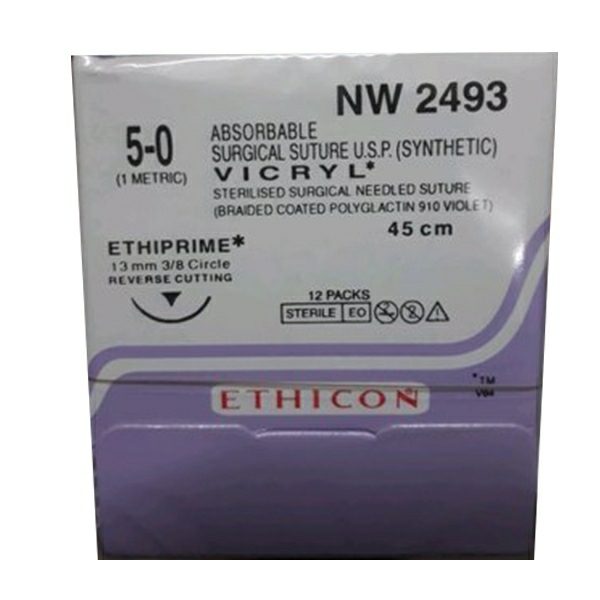 NW 2493
5-0
(1 METRIC)
ABSORBABLE
SURGICAL SUTURE U.S.P. (SYNTHETIC)
VICRYL*
STERILISED SURGICAL NEEDLED SUTURE
(BRAIDED COATED POLYGLACTIN 910 VIOLET)
45 cm
ETHIPRIME*
13 mm 3/8 Circle
REVERSE CUTTING
12 PACKS
STERILE EO
*TM
V04
ETHICON®